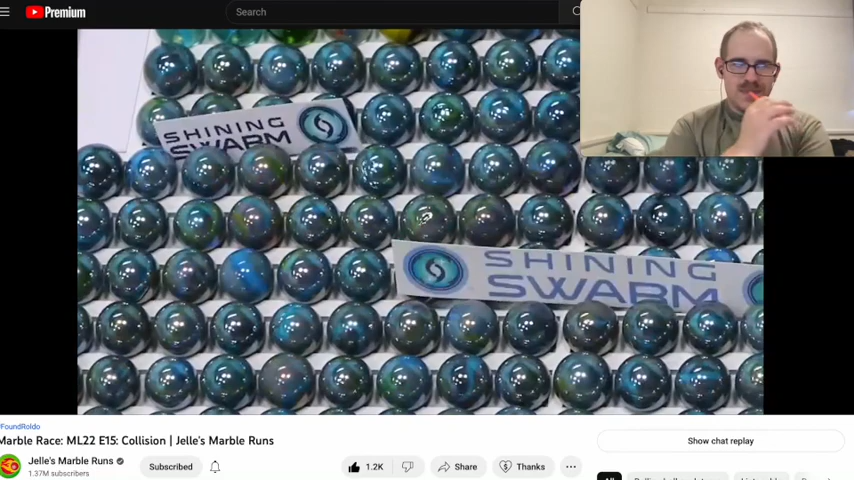 Premium
Search
SHINING
SWARM
SHINING
SWARM
FoundRoldo
Marble Race: ML22 E15: Collision | Jelle's Marble Runs
Show chat replay
Jelle's Marble Runs
1.37M subscribers
Subscribed
1.2K
Share
Thanks